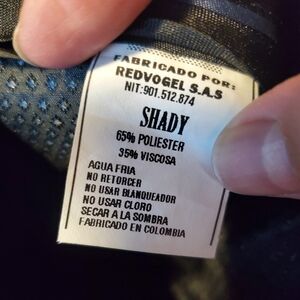 FABRICADO POR:
REDVOGEL S.A.S
NIT:901.512.874
SHADY
65% POLIESTER
35% VISCOSA
AGUA FRIA
NO RETORCER
NO USAR BLANQUEADOR
NO USAR CLORO
SECAR A LA SOMBRA
FABRICADO EN COLOMBIA